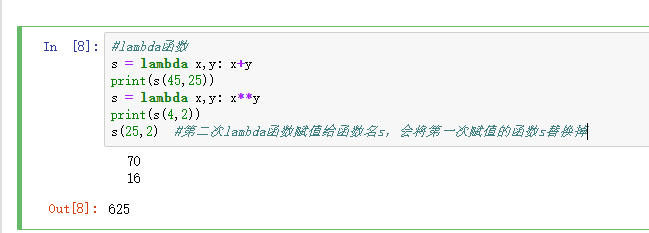 In [8]: #lambda函数
s = lambda x,y: x+y
print(s(45,25))
s = lambda x,y: x**y
print(s(4,2))
s(25,2) #第二次lambda函数赋值给函数名s，会将第一次赋值的函数s替换掉
70
16
Out[8]: 625